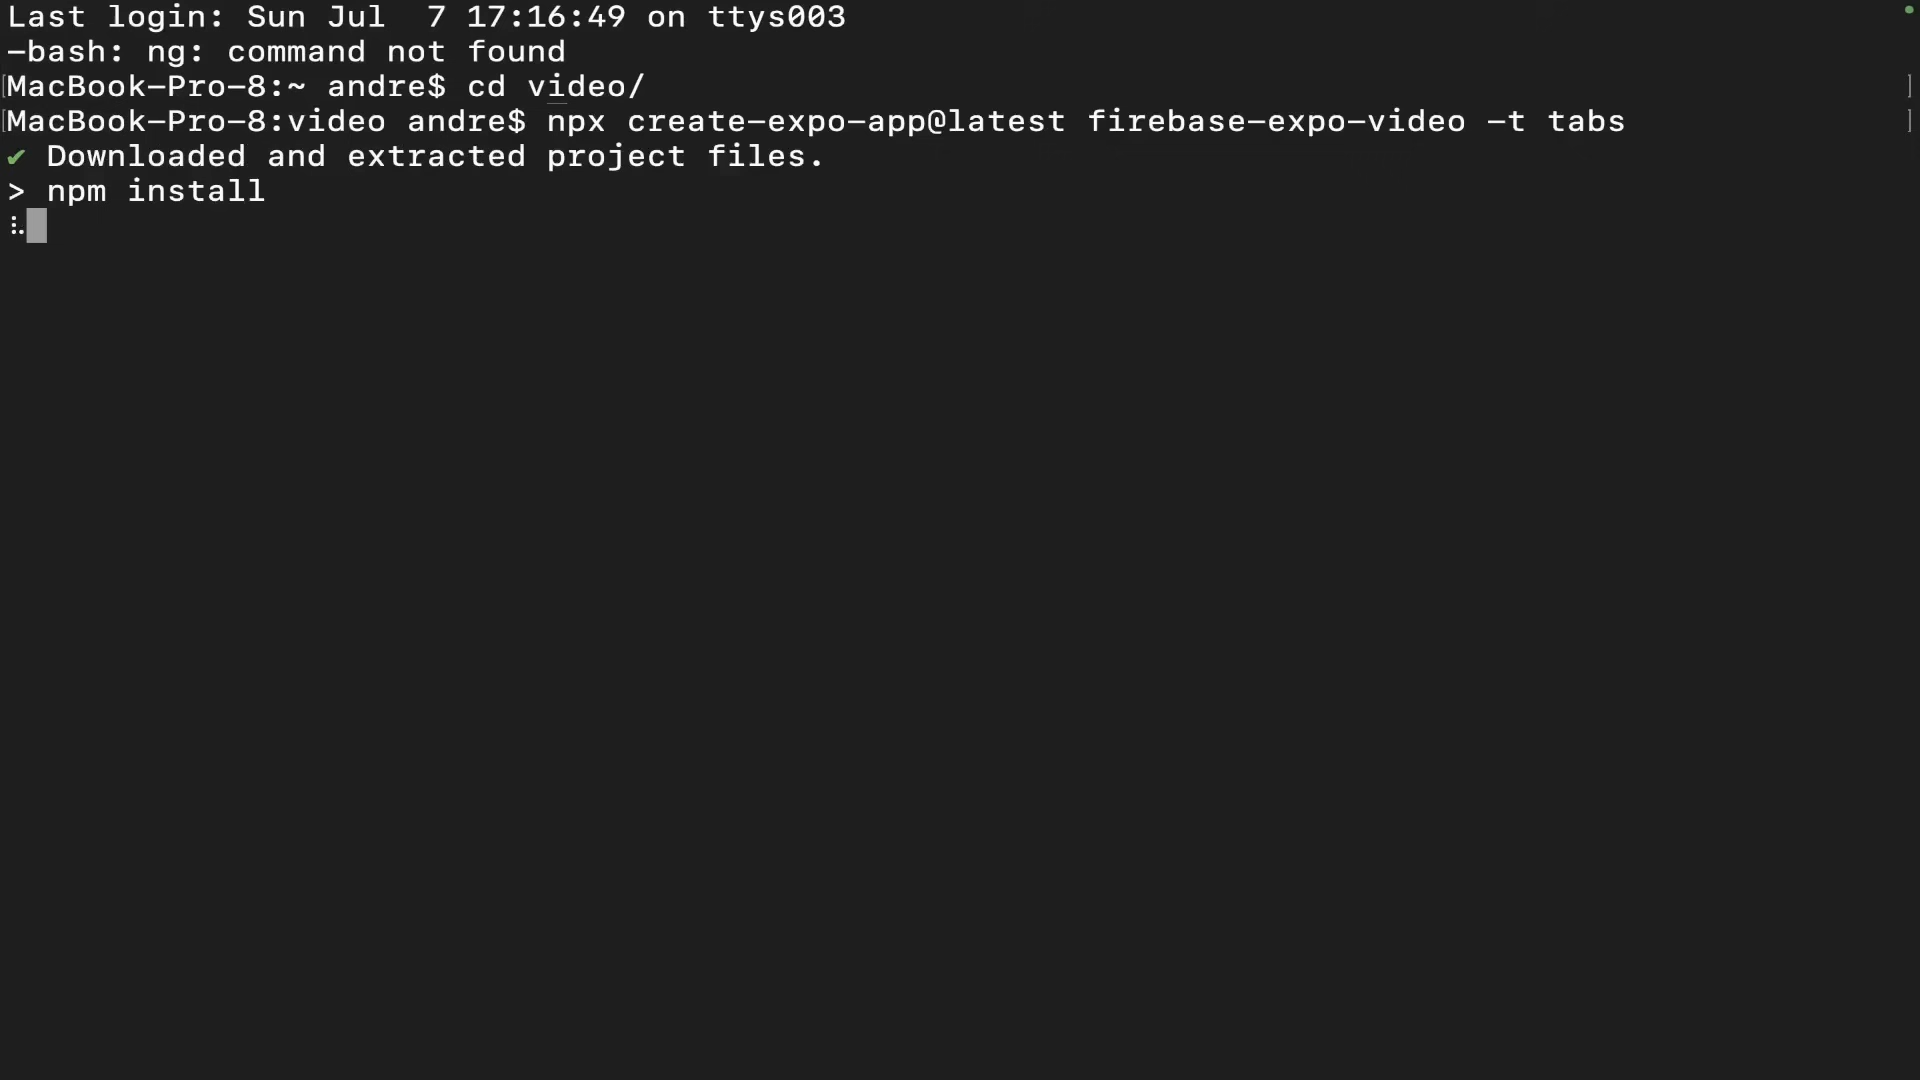 Last login: Sun Jul  7 17:16:49 on ttys003
-bash: ng: command not found
[MacBook-Pro-8:~ andre$ cd video/ ]
[MacBook-Pro-8:video andre$ npx create-expo-app@latest firebase-expo-video -t tabs ]
✔ Downloaded and extracted project files.
> npm install
⠧